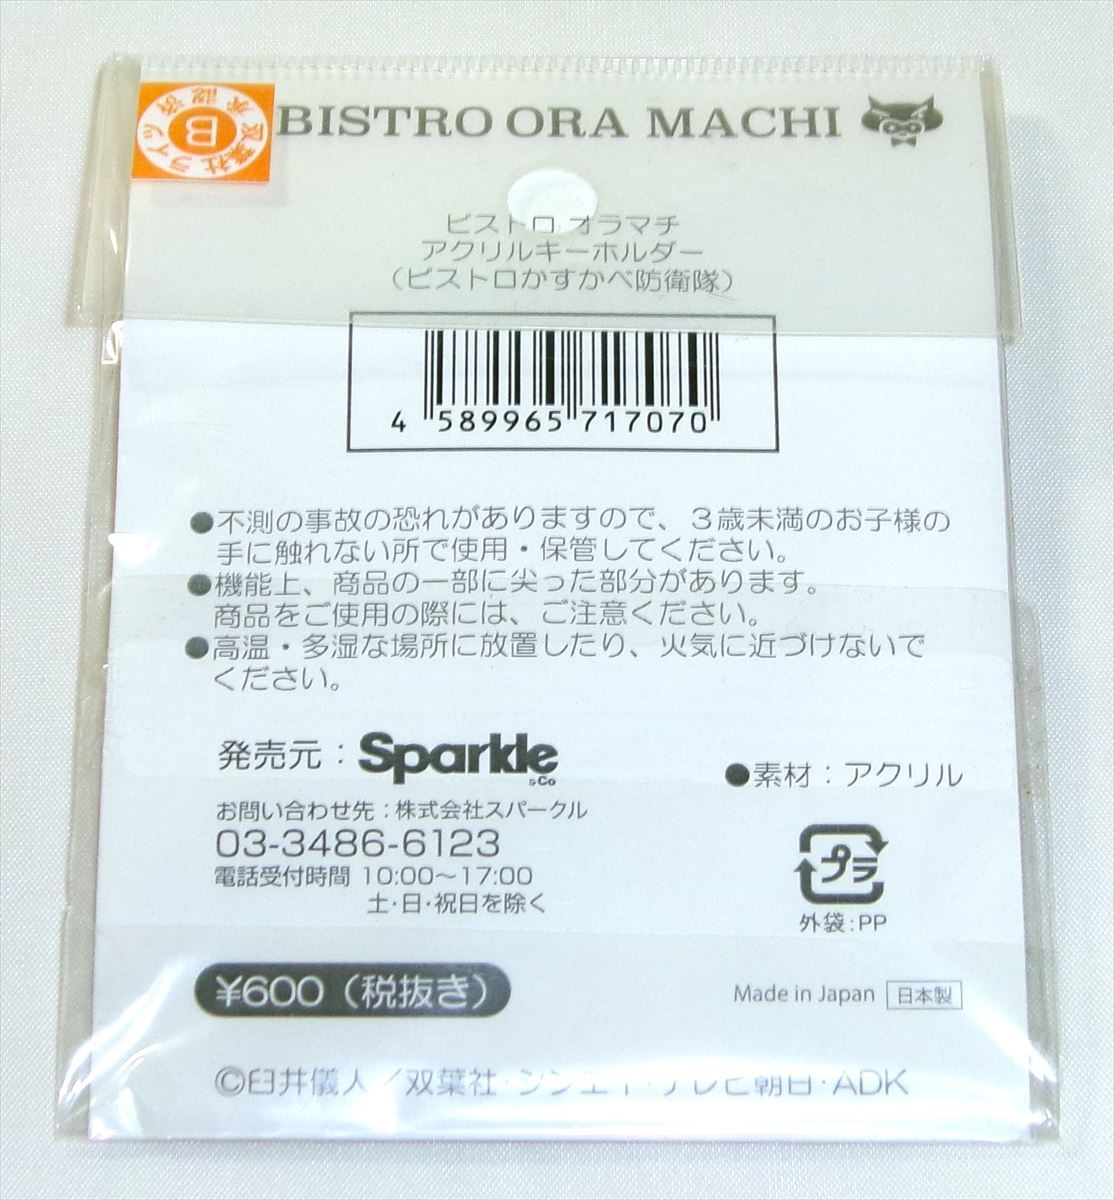 双葉社ライツ
承認済
B
BISTRO ORA MACHI
ビストロ オラマチ
アクリルキーホルダー
(ビストロかすかべ防衛隊)
4 589965 717070
●不測の事故の恐れがありますので、3歳未満のお子様の
手に触れない所で使用・保管してください。
●機能上、商品の一部に尖った部分があります。
商品をご使用の際には、ご注意ください。
●高温・多湿な場所に放置したり、火気に近づけないで
ください。
発売元：Sparkle
&Co
●素材：アクリル
お問い合わせ先：株式会社スパークル
03-3486-6123
電話受付時間 10:00～17:00
土・日・祝日を除く
プラ
外袋：PP
¥600（税抜き）
Made in Japan 日本製
©臼井儀人／双葉社・シンエイ・テレビ朝日・ADK